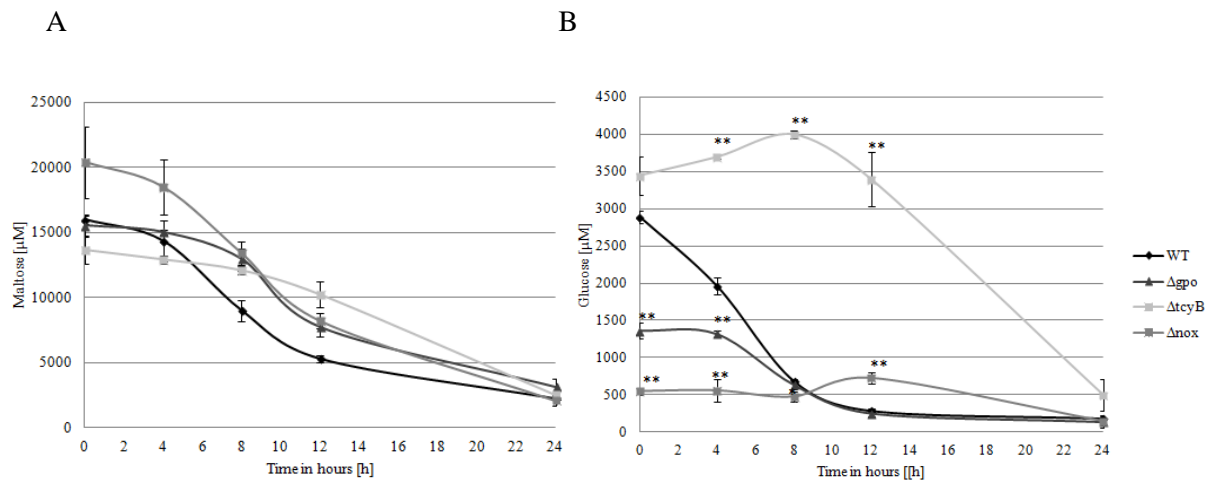 A
B
25000
20000
15000
10000
5000
0
Maltose [µM]
0 2 4 6 8 10 12 14 16 18 20 22 24
Time in hours [h]
4500
4000
3500
3000
2500
2000
1500
1000
500
0
Glucose [µM]
** ** **
** **
** ** **
0 2 4 6 8 10 12 14 16 18 20 22 24
Time in hours [[h]
WT
Δgpo
ΔtcyB
Δnox